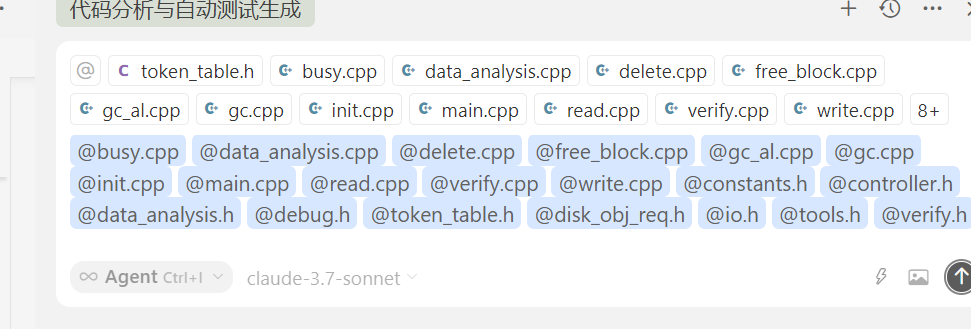 代码分析与自动测试生成
@ token_table.h busy.cpp data_analysis.cpp delete.cpp free_block.cpp
gc_al.cpp gc.cpp init.cpp main.cpp read.cpp verify.cpp write.cpp 8+
@busy.cpp @data_analysis.cpp @delete.cpp @free_block.cpp @gc_al.cpp @gc.cpp
@init.cpp @main.cpp @read.cpp @verify.cpp @write.cpp @constants.h @controller.h
@data_analysis.h @debug.h @token_table.h @disk_obj_req.h @io.h @tools.h @verify.h
Agent Ctrl+I claude-3.7-sonnet